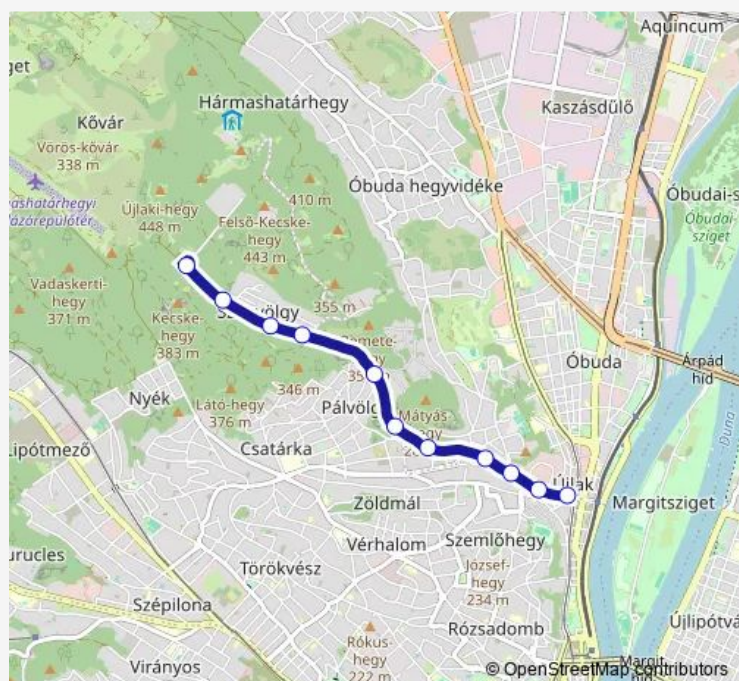 Aquincum
get
Hármashatárhegy
Kaszásdűlő
Kővár
Vörös-kővár
338 m
Óbuda hegyvidéke
410 m
Óbudai-s
Óbudai-
sziget
Újlaki-hegy
448 m
Felső-Kecske-
hegy
443 m
Vadaskerti-
hegy
371 m
355 m
Kecske-
hegy
383 m
Óbuda
Árpád
híd
346 m
Nyék
Látó-hegy
376 m
Duna
Lipótmező
Csatárka
Újlak
Margitsziget
Zöldmál
Vérhalom
Szemlőhegy
urucles
Törökvész
József-
hegy
234 m
Szépilona
Rózsadomb
Újlipótvá
Rókus-
hegy
222 m
Virányos
© OpenStreetMap contributors